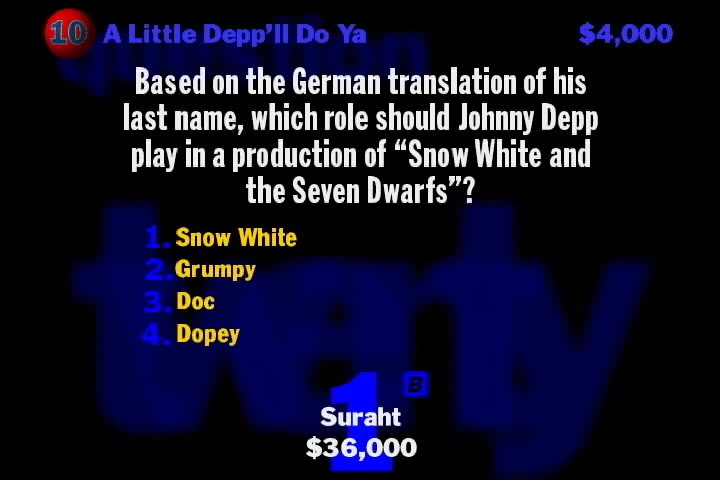 10 A Little Depp'll Do Ya $4,000
question
Based on the German translation of his
last name, which role should Johnny Depp
play in a production of “Snow White and
the Seven Dwarfs”?
1. Snow White
2. Grumpy
3. Doc
4. Dopey
twenty
1 B
Suraht
$36,000